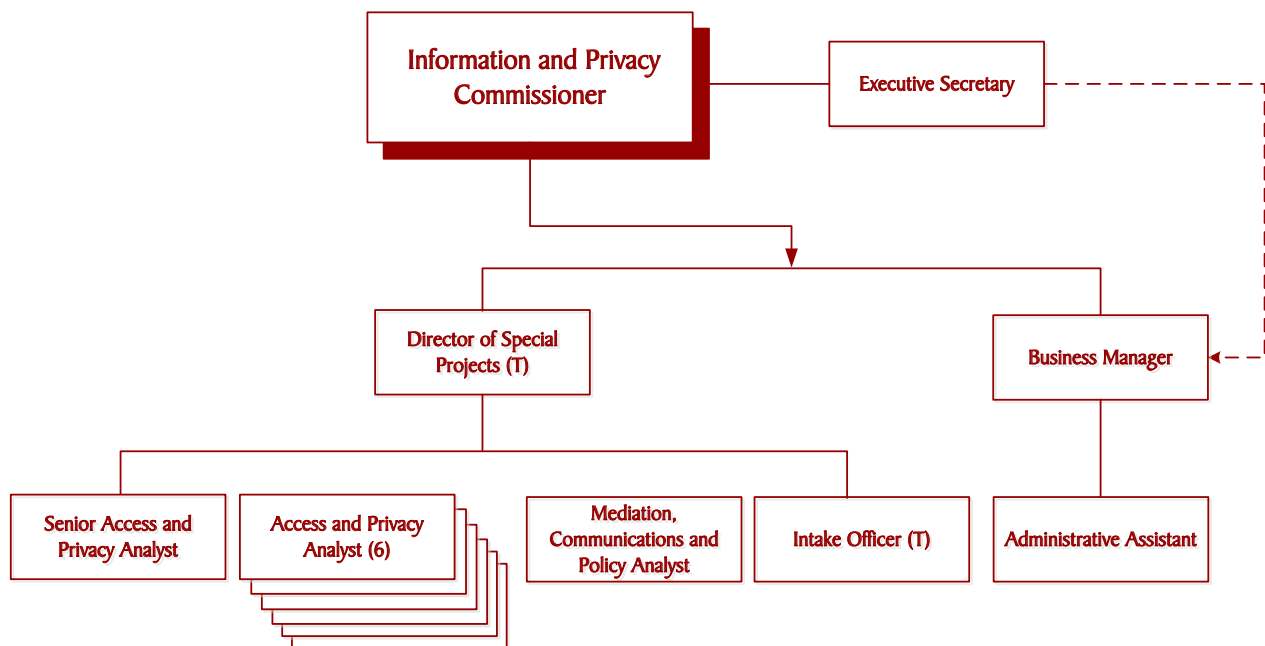 Information and Privacy
Commissioner
Executive Secretary
Director of Special
Projects (T)
Business Manager
Senior Access and
Privacy Analyst
Access and Privacy
Analyst (6)
Mediation,
Communications and
Policy Analyst
Intake Officer (T)
Administrative Assistant